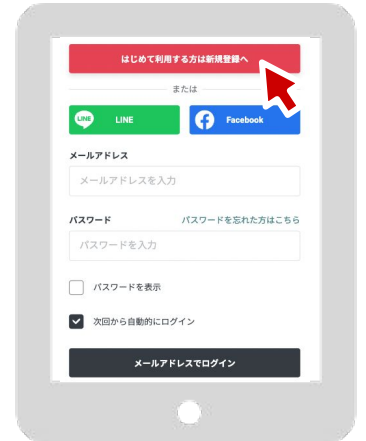 はじめて利用する方は新規登録へ
または
LINE LINE Facebook
メールアドレス
メールアドレスを入力
パスワード パスワードを忘れた方はこちら
パスワードを入力
パスワードを表示
次回から自動的にログイン
メールアドレスでログイン